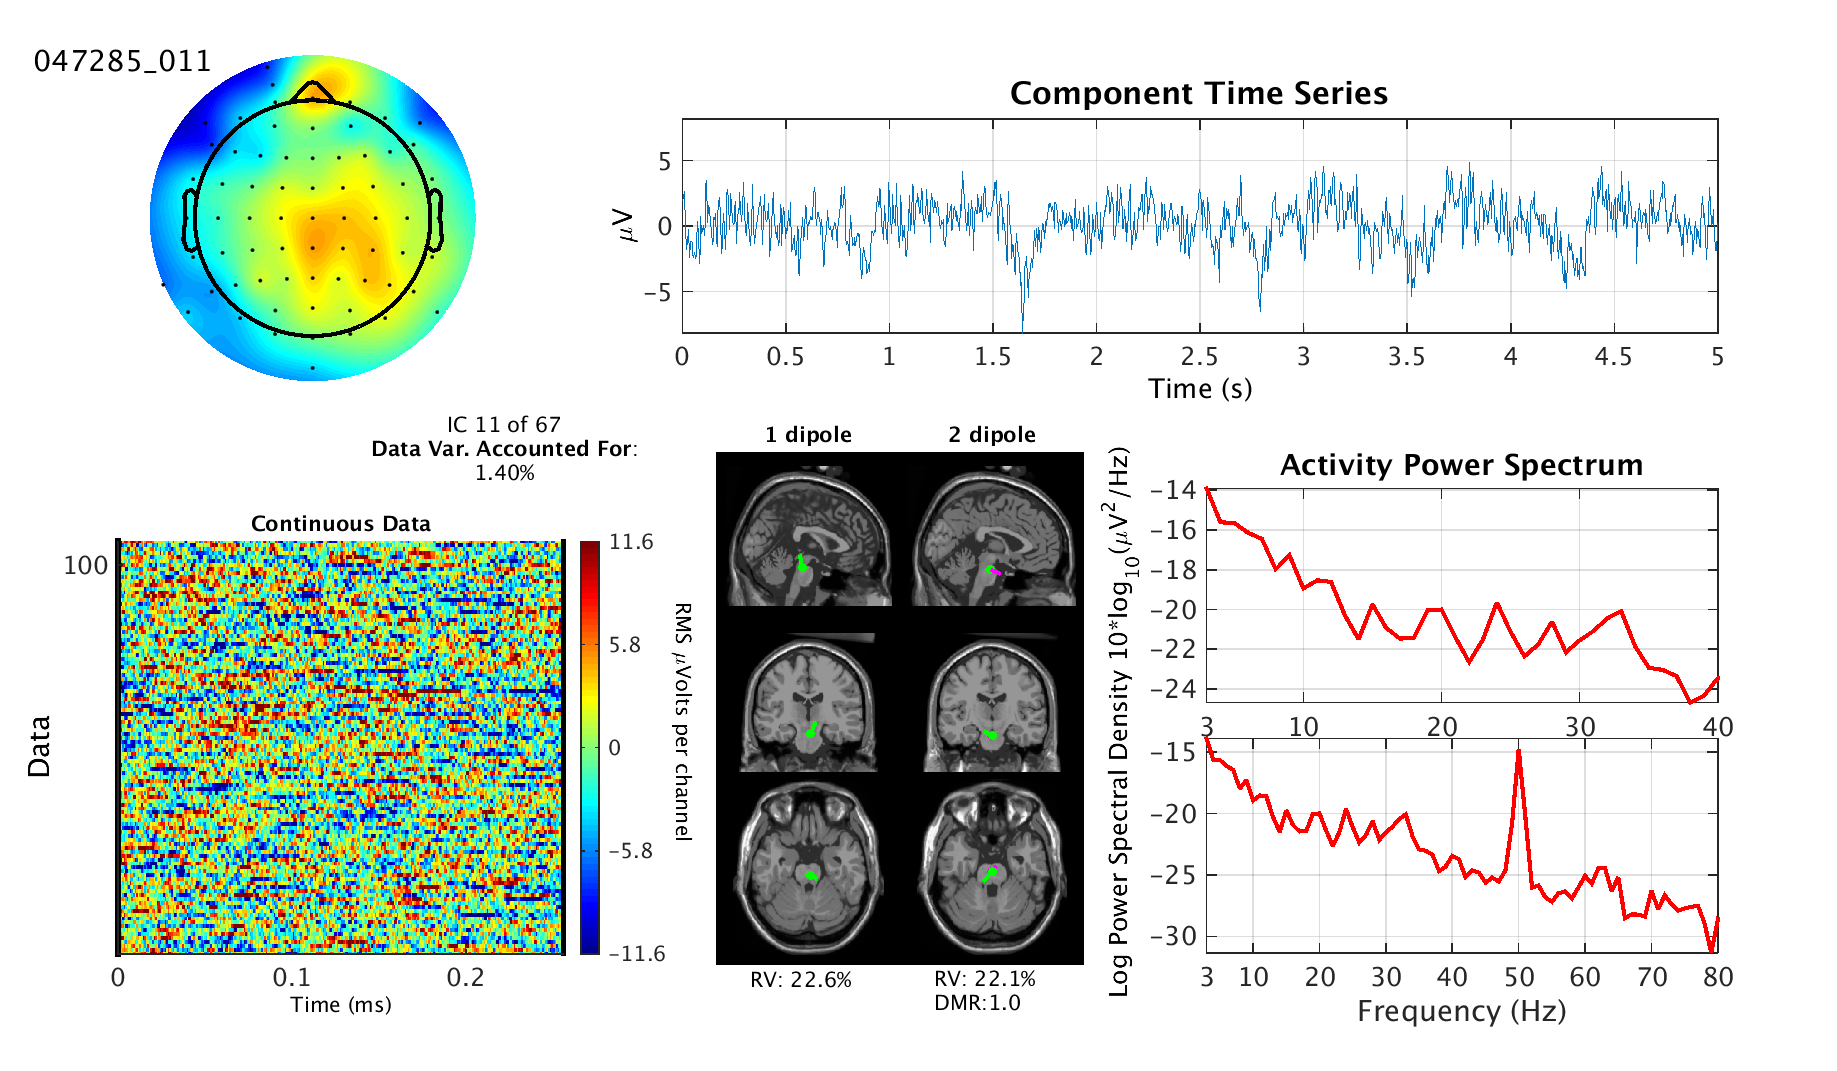 047285_011
Component Time Series
μV
5
0
−5
0 0.5 1 1.5 2 2.5 3 3.5 4 4.5 5
Time (s)
IC 11 of 67
Data Var. Accounted For:
1.40%
Continuous Data
Data
100
0 0.1 0.2
Time (ms)
11.6
5.8
0
−5.8
−11.6
RMS μVolts per channel
1 dipole
2 dipole
RV: 22.6%
RV: 22.1%
DMR:1.0
Activity Power Spectrum
Log Power Spectral Density 10*log10(μV2/Hz)
−14
−16
−18
−20
−22
−24
3 10 20 30 40
−15
−20
−25
−30
3 10 20 30 40 50 60 70 80
Frequency (Hz)